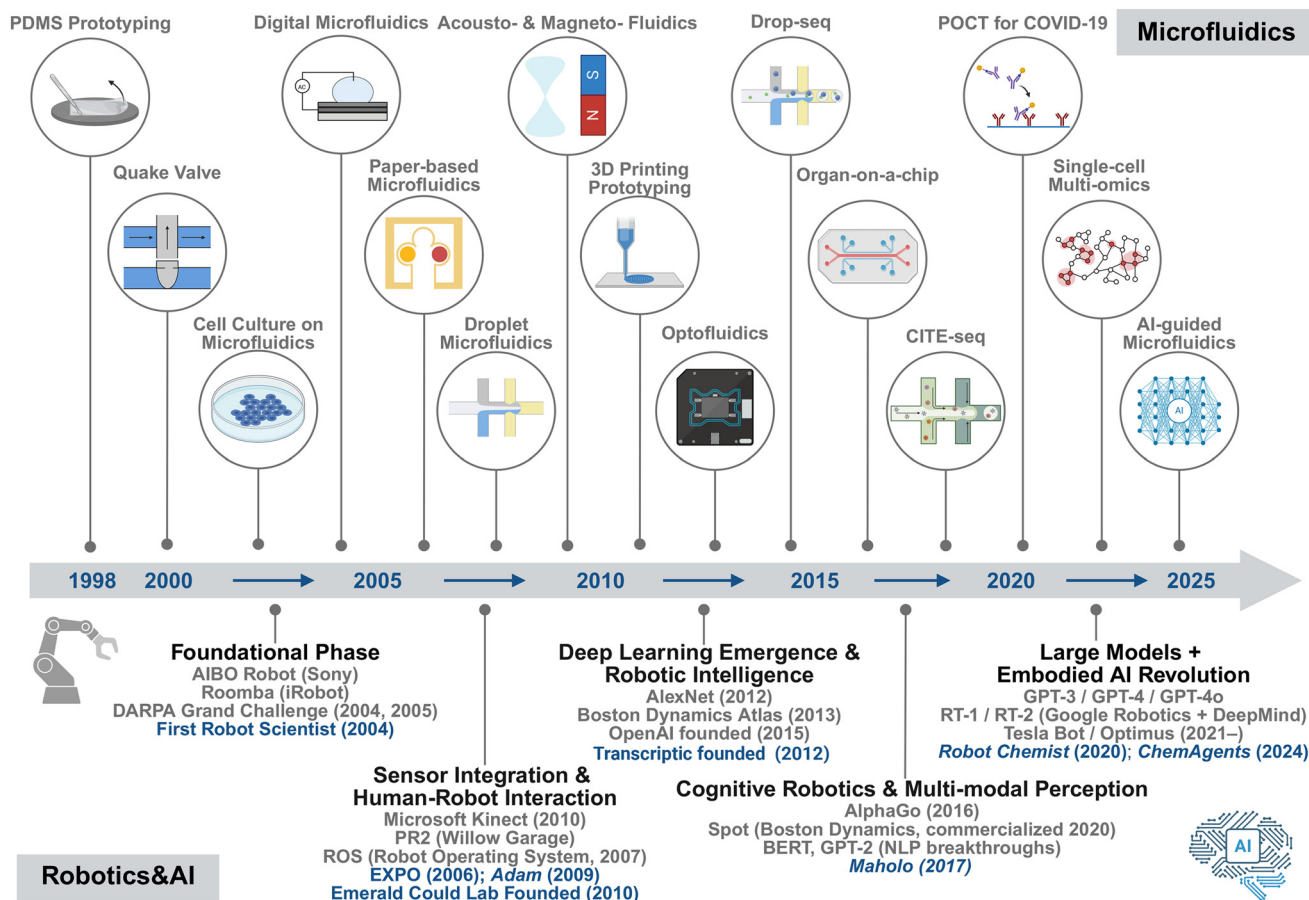 PDMS Prototyping
Digital Microfluidics
Acousto- & Magneto- Fluidics
Drop-seq
POCT for COVID-19
Microfluidics
AC
S
N
Quake Valve
Paper-based
Microfluidics
3D Printing
Prototyping
Organ-on-a-chip
Single-cell
Multi-omics
Cell Culture on
Microfluidics
Droplet
Microfluidics
Optofluidics
CITE-seq
AI-guided
Microfluidics
AI
1998
2000
2005
2010
2015
2020
2025
Foundational Phase
AIBO Robot (Sony)
Roomba (iRobot)
DARPA Grand Challenge (2004, 2005)
First Robot Scientist (2004)
Sensor Integration &
Human-Robot Interaction
Microsoft Kinect (2010)
PR2 (Willow Garage)
ROS (Robot Operating System, 2007)
EXPO (2006); Adam (2009)
Emerald Could Lab Founded (2010)
Deep Learning Emergence &
Robotic Intelligence
AlexNet (2012)
Boston Dynamics Atlas (2013)
OpenAI founded (2015)
Transcriptic founded (2012)
Cognitive Robotics & Multi-modal Perception
AlphaGo (2016)
Spot (Boston Dynamics, commercialized 2020)
BERT, GPT-2 (NLP breakthroughs)
Maholo (2017)
Large Models +
Embodied AI Revolution
GPT-3 / GPT-4 / GPT-4o
RT-1 / RT-2 (Google Robotics + DeepMind)
Tesla Bot / Optimus (2021–)
Robot Chemist (2020); ChemAgents (2024)
Robotics&AI
AI